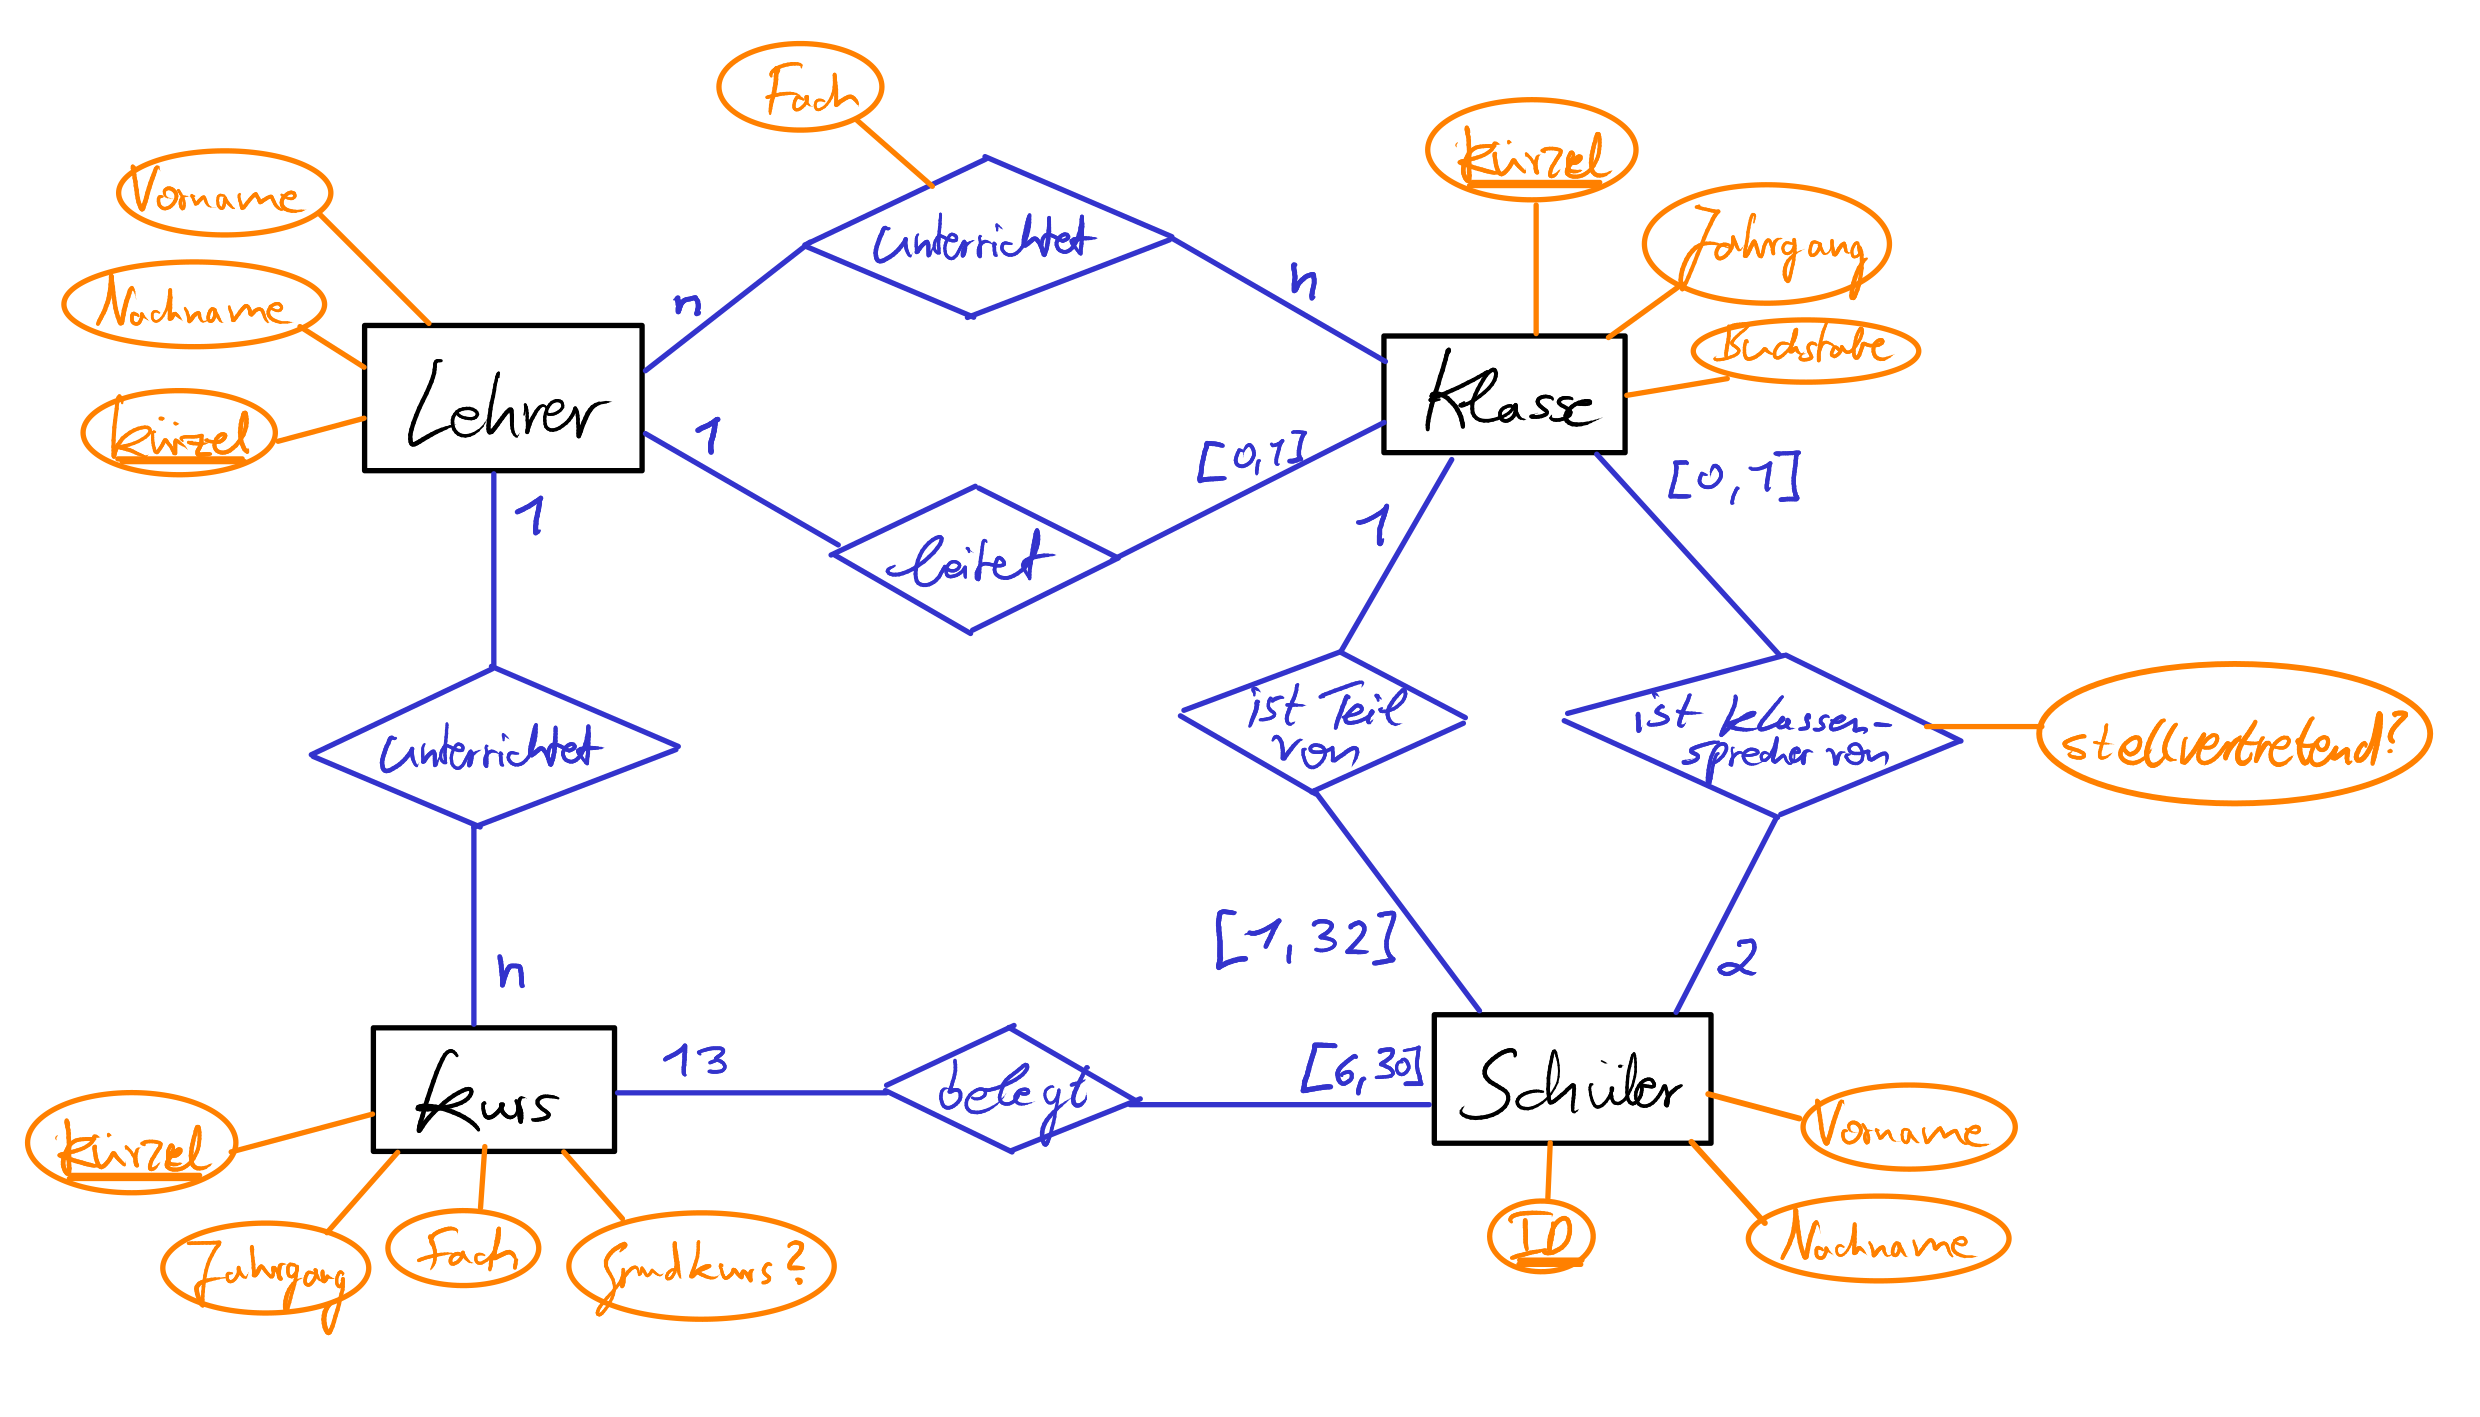 Fach
Kürzel
Vorname
Jahrgang
unterrichtet
Nachname
n
n
Buchstabe
Lehrer
Klasse
Kürzel
1
[0,1]
[0,1]
1
1
leitet
ist Teil
von
ist Klassen-
sprecher von
stellvertretend?
unterrichtet
[1,32]
2
n
13
[6,30]
Kurs
belegt
Schüler
Vorname
Kürzel
ID
Nachname
Jahrgang
Fach
Grundkurs?